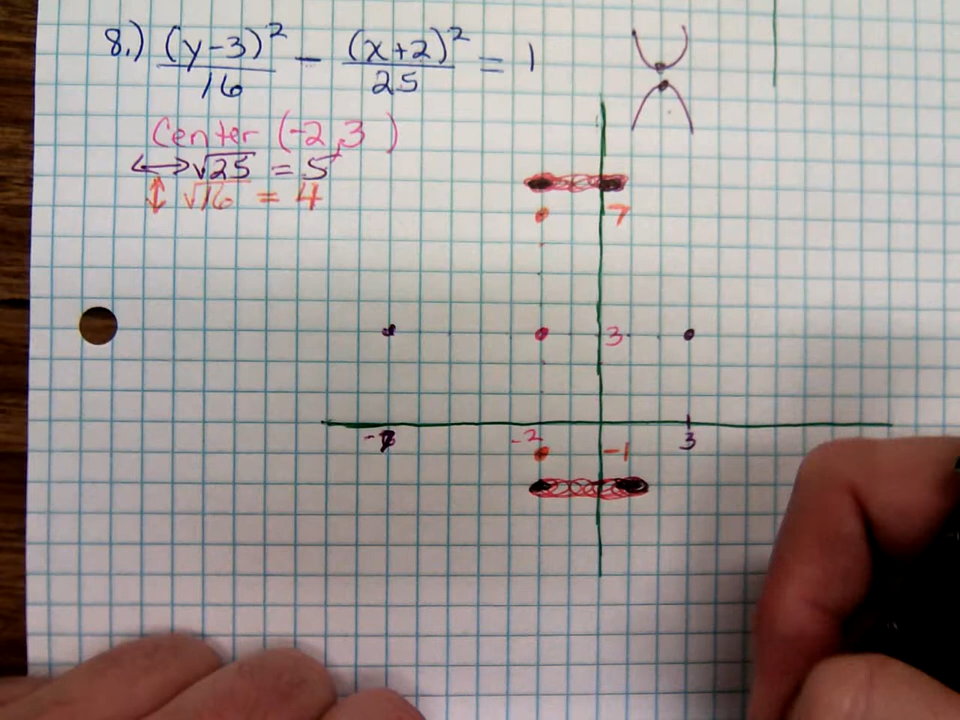 8.) (y-3)²/16 - (x+2)²/25 = 1
Center (-2,3)
↔ √25 = 5
↕ √16 = 4
7
3
-2
-1
3